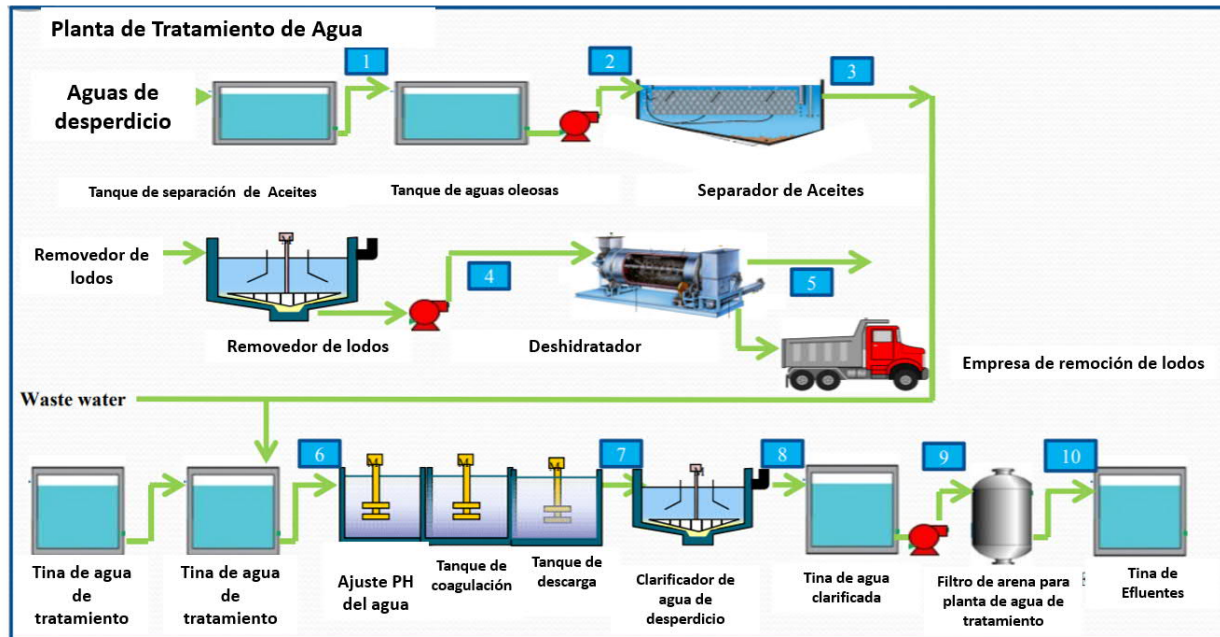 Planta de Tratamiento de Agua
1
2
3
Aguas de
desperdicio
Tanque de separación de Aceites
Tanque de aguas oleosas
Separador de Aceites
Removedor de
lodos
4
5
Removedor de lodos
Deshidratador
Empresa de remoción de lodos
Waste water
6
7
8
9
10
M
M
M
Tina de agua
de
tratamiento
Tina de agua
de
tratamiento
Ajuste PH
del agua
Tanque de
coagulación
Tanque de
descarga
Clarificador de
agua de
desperdicio
Tina de agua
clarificada
Filtro de arena para
planta de agua de
tratamiento
Tina de
Efluentes